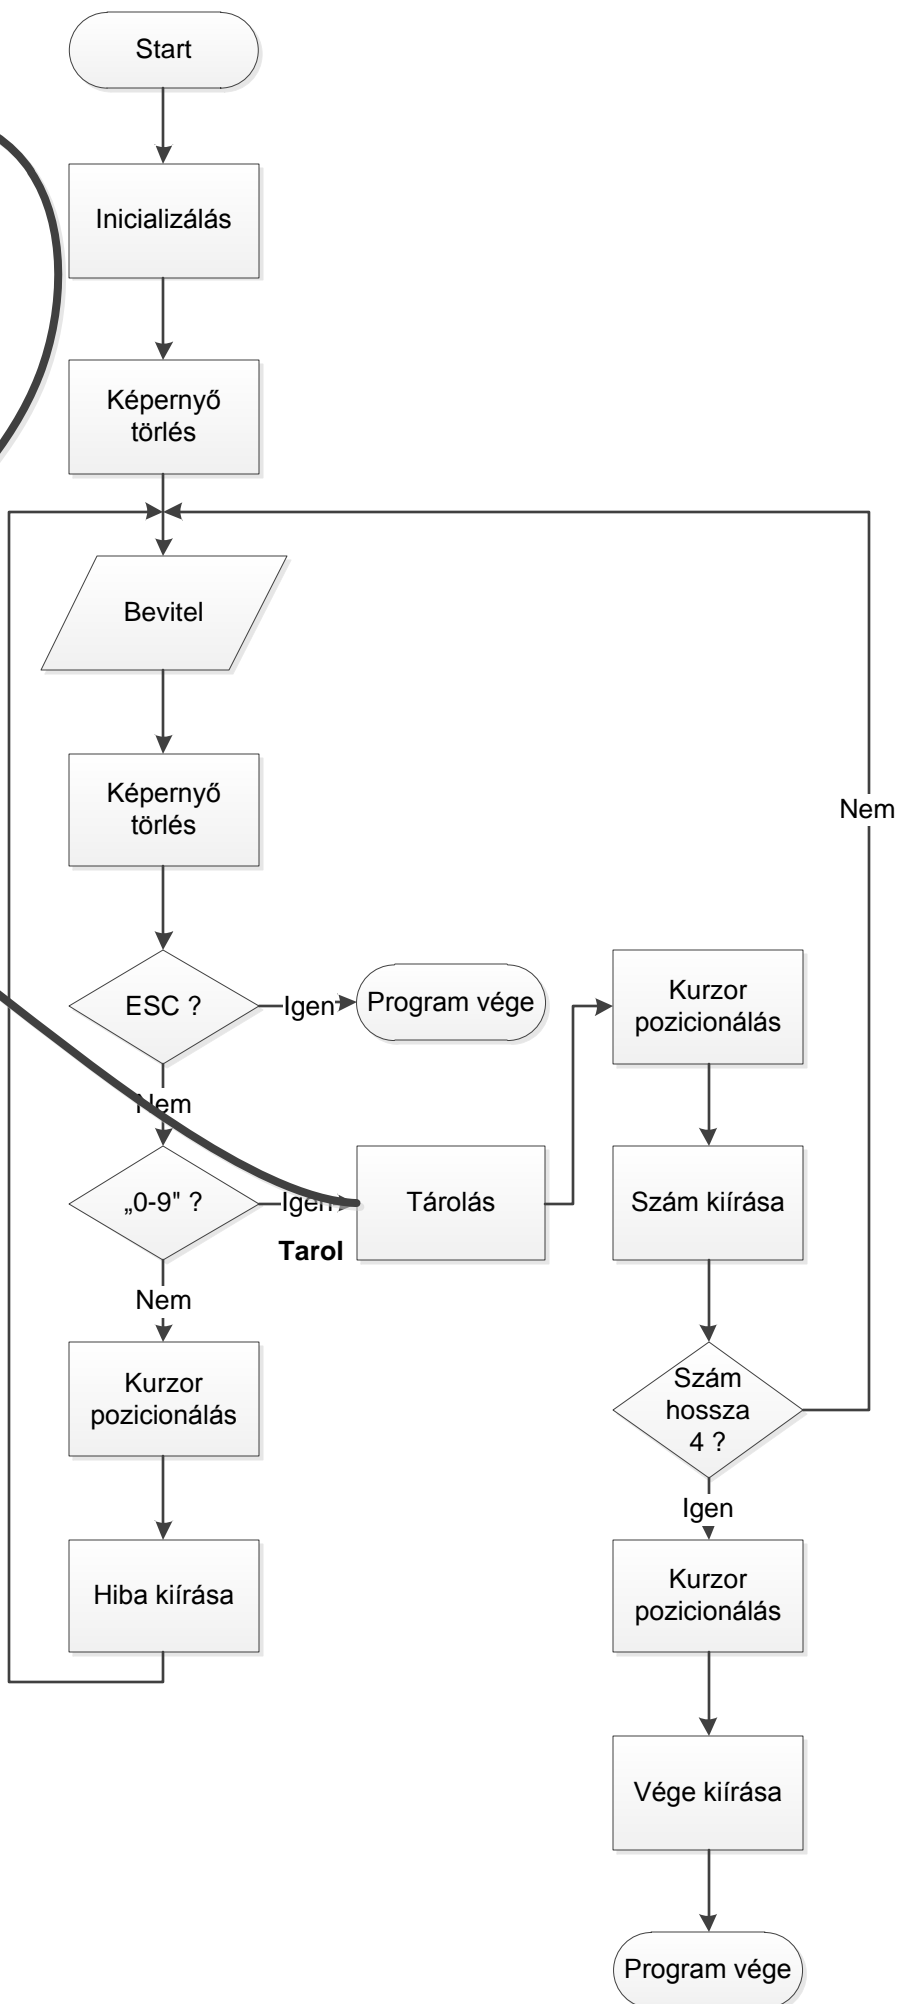 Start
Inicializálás
Képernyő
törlés
Bevitel
Képernyő
törlés
Nem
ESC ?
Igen
Program vége
Kurzor
pozicionálás
Nem
„0-9" ?
Igen
Tarol
Tárolás
Szám kiírása
Nem
Kurzor
pozicionálás
Szám
hossza
4 ?
Igen
Hiba kiírása
Kurzor
pozicionálás
Vége kiírása
Program vége